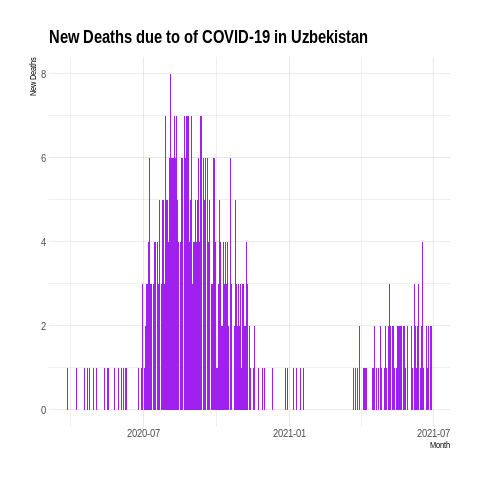 New Deaths due to of COVID-19 in Uzbekistan
New Deaths
8
6
4
2
0
2020-07
2021-01
2021-07
Month